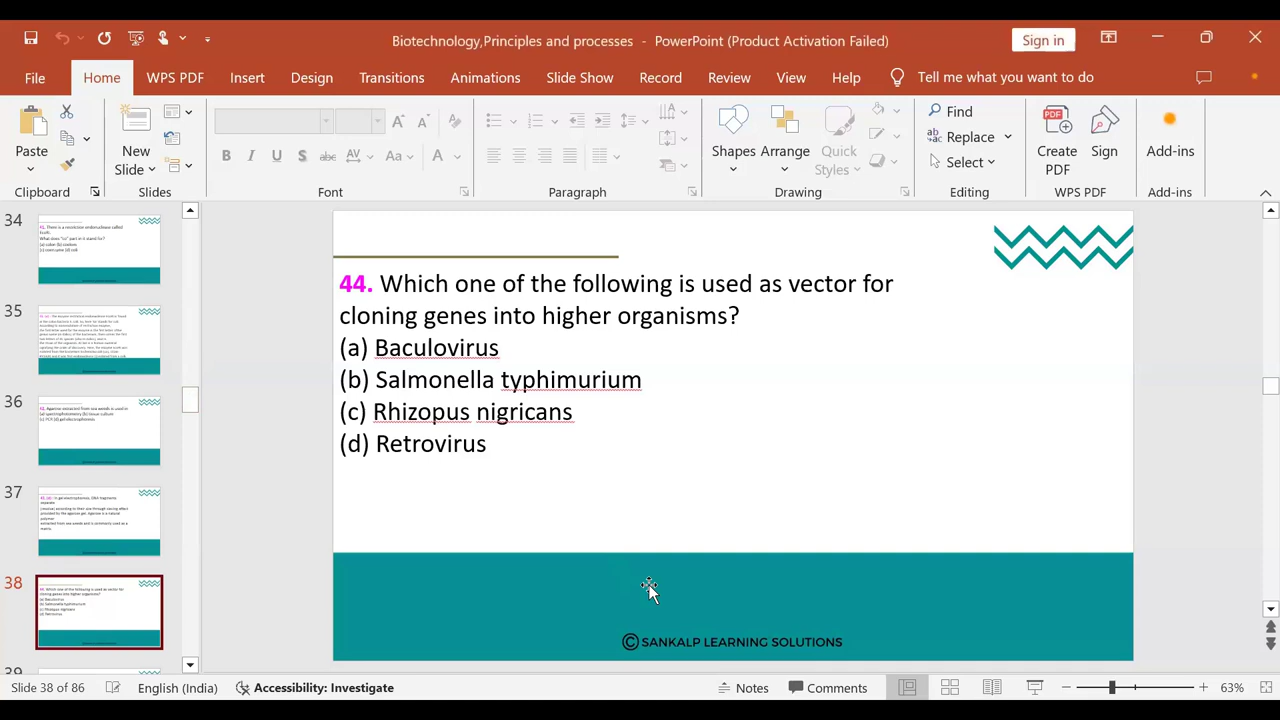 Biotechnology,Principles and processes - PowerPoint (Product Activation Failed)
Sign in
File Home WPS PDF Insert Design Transitions Animations Slide Show Record Review View Help Tell me what you want to do
Paste
New Slide
B I U S abc AV Aa A
Shapes Arrange Quick Styles
Find
Replace
Select
Create PDF
Sign
Add-ins
Clipboard Slides Font Paragraph Drawing Editing WPS PDF Add-ins
34
35
36
37
38
39
44. Which one of the following is used as vector for
cloning genes into higher organisms?
(a) Baculovirus
(b) Salmonella typhimurium
(c) Rhizopus nigricans
(d) Retrovirus
© SANKALP LEARNING SOLUTIONS
Slide 38 of 86 English (India) Accessibility: Investigate Notes Comments 63%